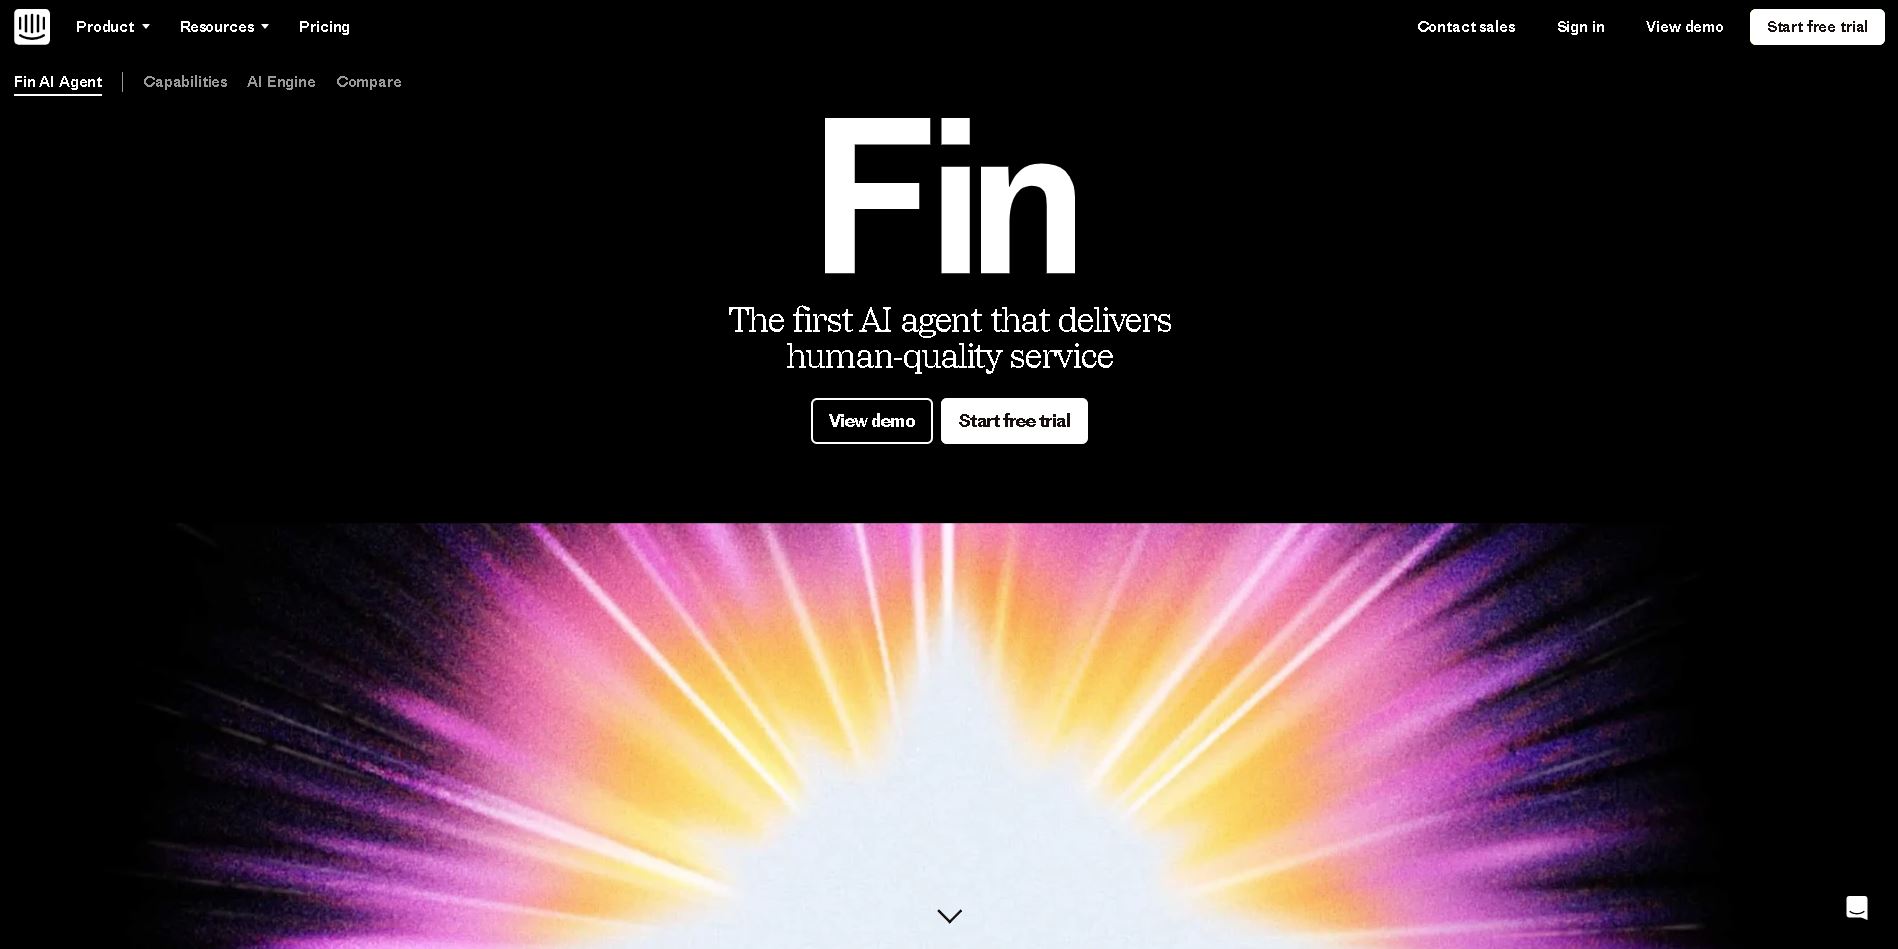 Product
Resources
Pricing
Contact sales
Sign in
View demo
Start free trial
Fin AI Agent
Capabilities
AI Engine
Compare
Fin
The first AI agent that delivers
human-quality service
View demo
Start free trial